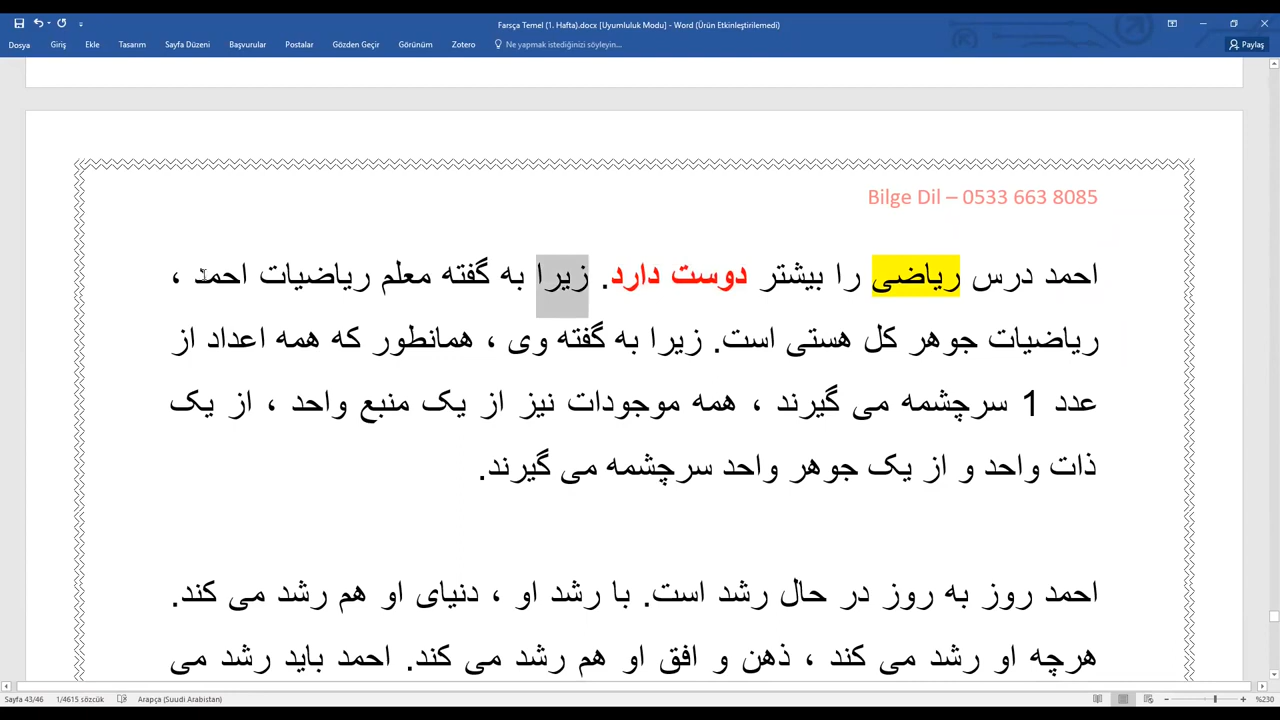 Farsça Temel (1. Hafta).docx [Uyumluluk Modu] - Word (Ürün Etkinleştirilemedi)
Dosya Giriş Ekle Tasarım Sayfa Düzeni Başvurular Postalar Gözden Geçir Görünüm Zotero Ne yapmak istediğinizi söyleyin... Paylaş
Bilge Dil – 0533 663 8085
احمد درس ریاضی را بیشتر دوست دارد. زیرا به گفته معلم ریاضیات احمد ،
ریاضیات جوهر کل هستی است. زیرا به گفته وی ، همانطور که همه اعداد از
عدد 1 سرچشمه می گیرند ، همه موجودات نیز از یک منبع واحد ، از یک
ذات واحد و از یک جوهر واحد سرچشمه می گیرند.
احمد روز به روز در حال رشد است. با رشد او ، دنیای او هم رشد می کند.
هرچه او رشد می کند ، ذهن و افق او هم رشد می کند. احمد باید رشد می
Sayfa 43/46 1/4615 sözcük Arapça (Suudi Arabistan) %230